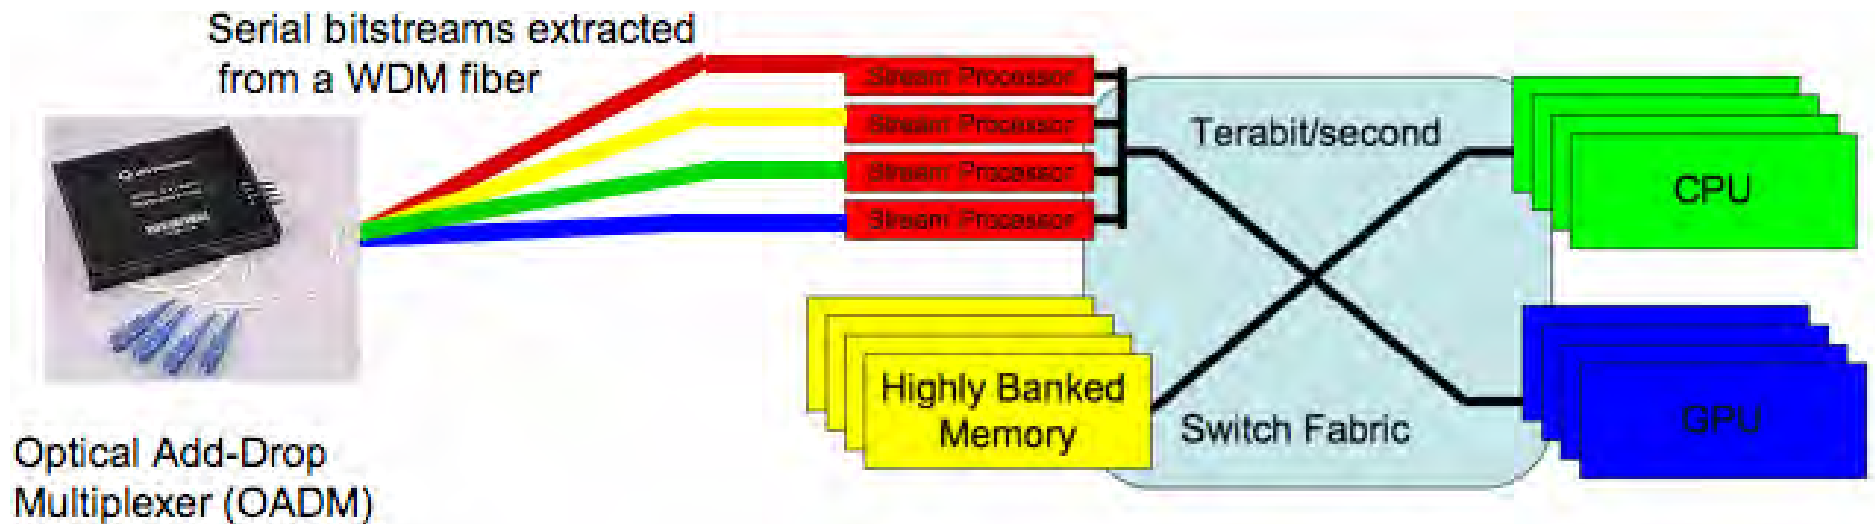 Serial bitstreams extracted
from a WDM fiber
Stream Processor
Stream Processor
Stream Processor
Stream Processor
Terabit/second
CPU
Highly Banked
Memory
Switch Fabric
GPU
Optical Add-Drop
Multiplexer (OADM)